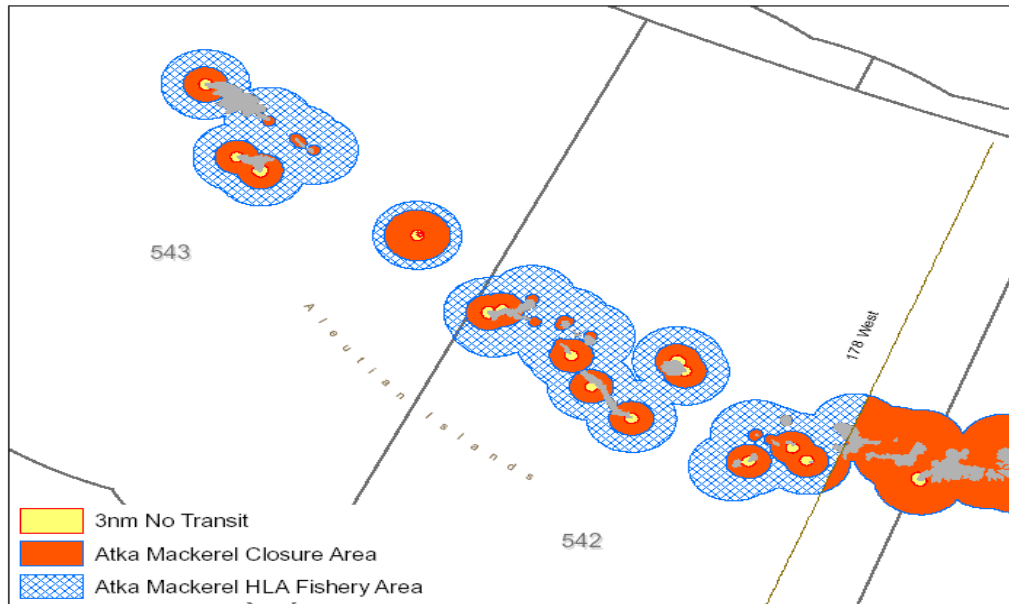 543
Aleutian Islands
178 West
542
3nm No Transit
Atka Mackerel Closure Area
Atka Mackerel HLA Fishery Area